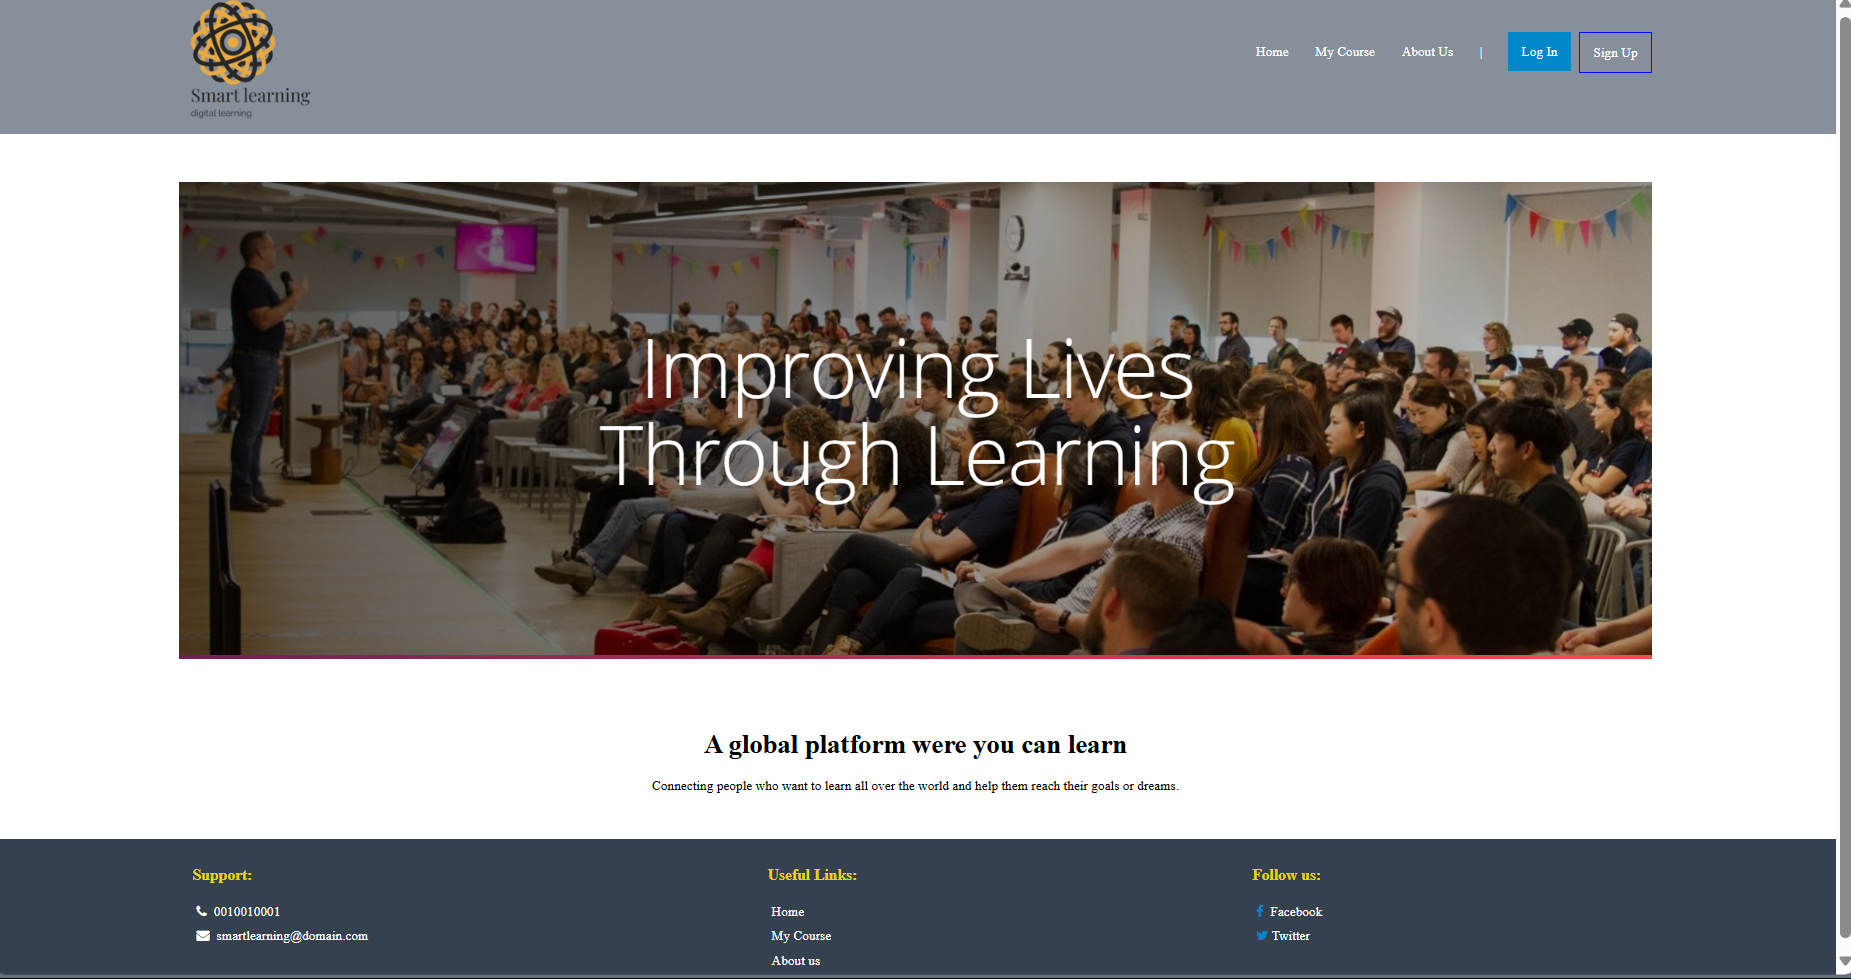 Smart learning
digital learning
Home My Course About Us | Log In Sign Up
Improving Lives
Through Learning
A global platform were you can learn
Connecting people who want to learn all over the world and help them reach their goals or dreams.
Support:
0010010001
smartlearning@domain.com
Useful Links:
Home
My Course
About us
Follow us:
Facebook
Twitter